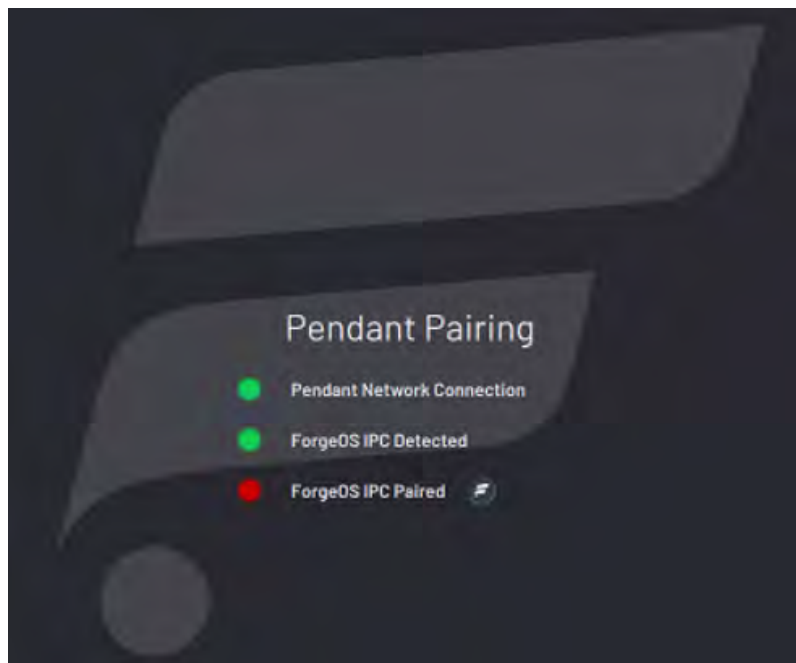 Pendant Pairing
Pendant Network Connection
ForgeOS IPC Detected
ForgeOS IPC Paired